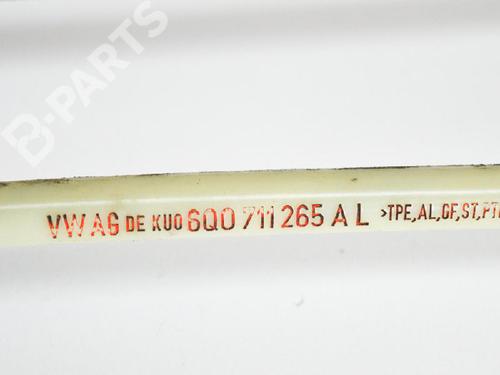 B-PARTS
VW AG DE KUO 6Q0 711 265 A L >TPE,AL,GF,ST,PT